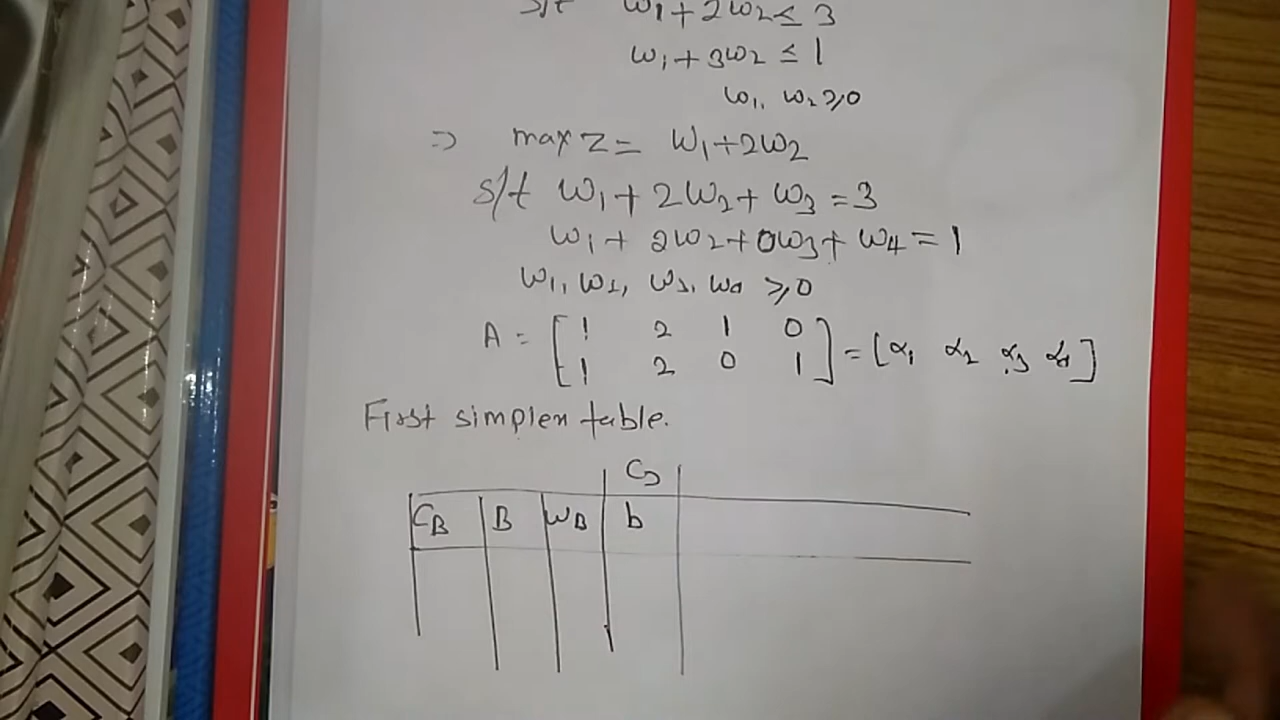 s/t w₁ + 2w₂ ≤ 3
w₁ + 3w₂ ≤ 1
w₁, w₂ ≥ 0
⇒ max Z = w₁ + 2w₂
s/t w₁ + 2w₂ + w₃ = 3
w₁ + 2w₂ + 0w₃ + w₄ = 1
w₁, w₂, w₃, w₄ ≥ 0
A = [1 2 1 0
1 2 0 1] = [α₁ α₂ α₃ α₄]
First simplex table.
Cj
CB B wB b